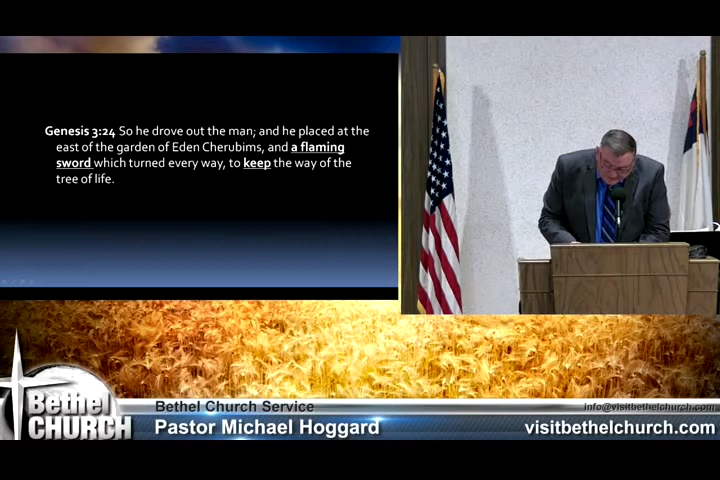 Genesis 3:24 So he drove out the man; and he placed at the
east of the garden of Eden Cherubims, and a flaming
sword which turned every way, to keep the way of the
tree of life.
Bethel
CHURCH
Bethel Church Service
info@visitbethelchurch.com
Pastor Michael Hoggard
visitbethelchurch.com